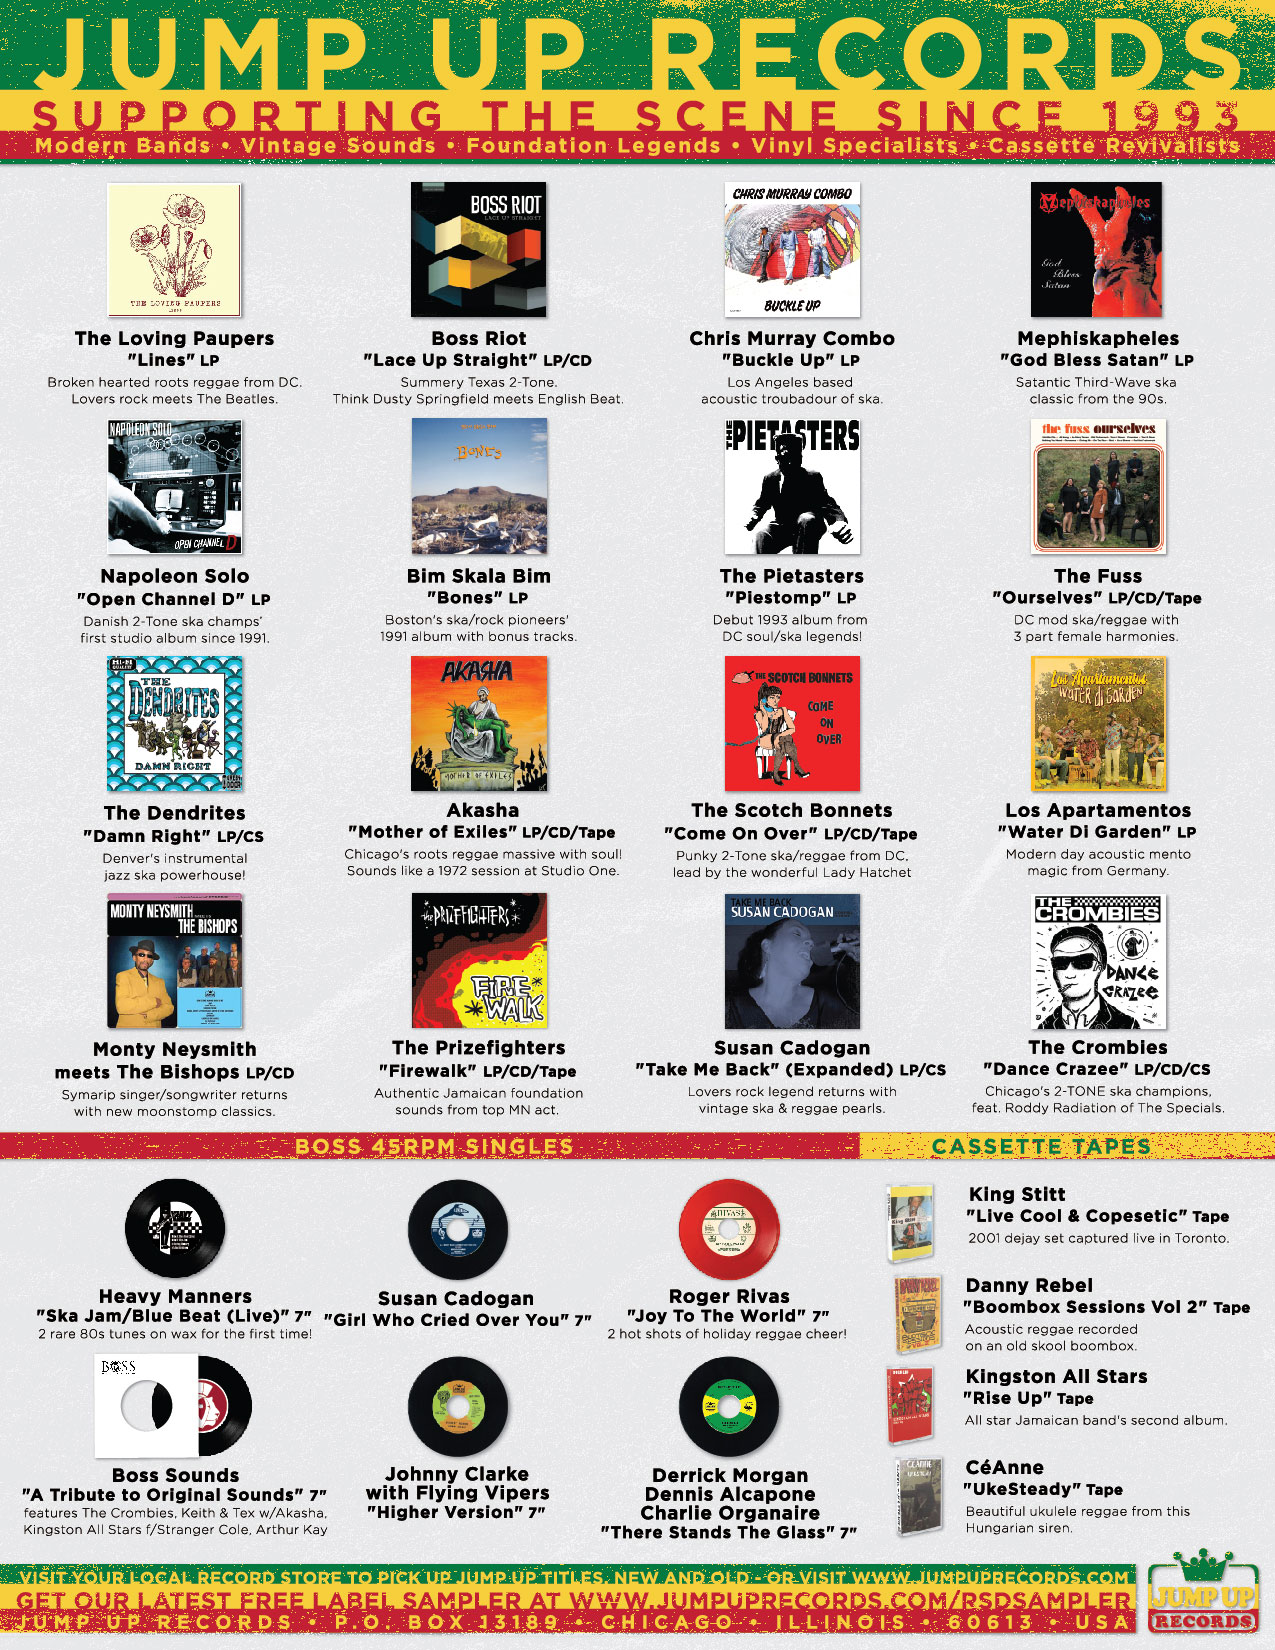 JUMP UP RECORDS
SUPPORTING THE SCENE SINCE 1993
Modern Bands • Vintage Sounds • Foundation Legends • Vinyl Specialists • Cassette Revivalists
THE LOVING PAUPERS
LINES
The Loving Paupers
"Lines" LP
Broken hearted roots reggae from DC.
Lovers rock meets The Beatles.
BOSS RIOT
LACE UP STRAIGHT
Boss Riot
"Lace Up Straight" LP/CD
Summery Texas 2-Tone.
Think Dusty Springfield meets English Beat.
CHRIS MURRAY COMBO
BUCKLE UP
Chris Murray Combo
"Buckle Up" LP
Los Angeles based
acoustic troubadour of ska.
Mephiskapheles
God
Bless
Satan
Mephiskapheles
"God Bless Satan" LP
Satantic Third-Wave ska
classic from the 90s.
NAPOLEON SOLO
OPEN CHANNEL D
Napoleon Solo
"Open Channel D" LP
Danish 2-Tone ska champs'
first studio album since 1991.
BONES
Bim Skala Bim
"Bones" LP
Boston's ska/rock pioneers'
1991 album with bonus tracks.
THE PIETASTERS
The Pietasters
"Piestomp" LP
Debut 1993 album from
DC soul/ska legends!
the fuss ourselves
The Fuss
"Ourselves" LP/CD/Tape
DC mod ska/reggae with
3 part female harmonies.
HI-FI
QUALITY
THE
DENDRITES
DAMN RIGHT
The Dendrites
"Damn Right" LP/CS
Denver's instrumental
jazz ska powerhouse!
AKASHA
MOTHER OF EXILES
Akasha
"Mother of Exiles" LP/CD/Tape
Chicago's roots reggae massive with soul!
Sounds like a 1972 session at Studio One.
THE SCOTCH BONNETS
COME
ON
OVER
The Scotch Bonnets
"Come On Over" LP/CD/Tape
Punky 2-Tone ska/reggae from DC,
lead by the wonderful Lady Hatchet
Los Apartamentos
WATER Di GARDEN
Los Apartamentos
"Water Di Garden" LP
Modern day acoustic mento
magic from Germany.
MONTY NEYSMITH
THE BISHOPS
Monty Neysmith
meets The Bishops LP/CD
Symarip singer/songwriter returns
with new moonstomp classics.
the PRIZEFIGHTERS
FIRE
WALK
The Prizefighters
"Firewalk" LP/CD/Tape
Authentic Jamaican foundation
sounds from top MN act.
TAKE ME BACK
SUSAN CADOGAN
Susan Cadogan
"Take Me Back" (Expanded) LP/CS
Lovers rock legend returns with
vintage ska & reggae pearls.
THE
CROMBIES
DANCE
CRAZEE
The Crombies
"Dance Crazee" LP/CD/CS
Chicago's 2-TONE ska champions,
feat. Roddy Radiation of The Specials.
BOSS 45RPM SINGLES
CASSETTE TAPES
Heavy Manners
"Ska Jam/Blue Beat (Live)" 7"
2 rare 80s tunes on wax for the first time!
Susan Cadogan
"Girl Who Cried Over You" 7"
RIVAS
Roger Rivas
"Joy To The World" 7"
2 hot shots of holiday reggae cheer!
King Stitt
King Stitt
"Live Cool & Copesetic" Tape
2001 dejay set captured live in Toronto.
Danny Rebel
"Boombox Sessions Vol 2" Tape
Acoustic reggae recorded
on an old skool boombox.
Kingston All Stars
"Rise Up" Tape
All star Jamaican band's second album.
CÉANNE
UKESTEADY
CéAnne
"UkeSteady" Tape
Beautiful ukulele reggae from this
Hungarian siren.
BOSS
Boss Sounds
"A Tribute to Original Sounds" 7"
features The Crombies, Keith & Tex w/Akasha,
Kingston All Stars f/Stranger Cole, Arthur Kay
Johnny Clarke
with Flying Vipers
"Higher Version" 7"
Derrick Morgan
Dennis Alcapone
Charlie Organaire
"There Stands The Glass" 7"
VISIT YOUR LOCAL RECORD STORE TO PICK UP JUMP UP TITLES, NEW AND OLD - OR VISIT WWW.JUMPUPRECORDS.COM
GET OUR LATEST FREE LABEL SAMPLER AT WWW.JUMPUPRECORDS.COM/RSDSAMPLER
JUMP UP RECORDS • P.O. BOX 13189 • CHICAGO • ILLINOIS • 60613 • USA
JUMP UP
RECORDS